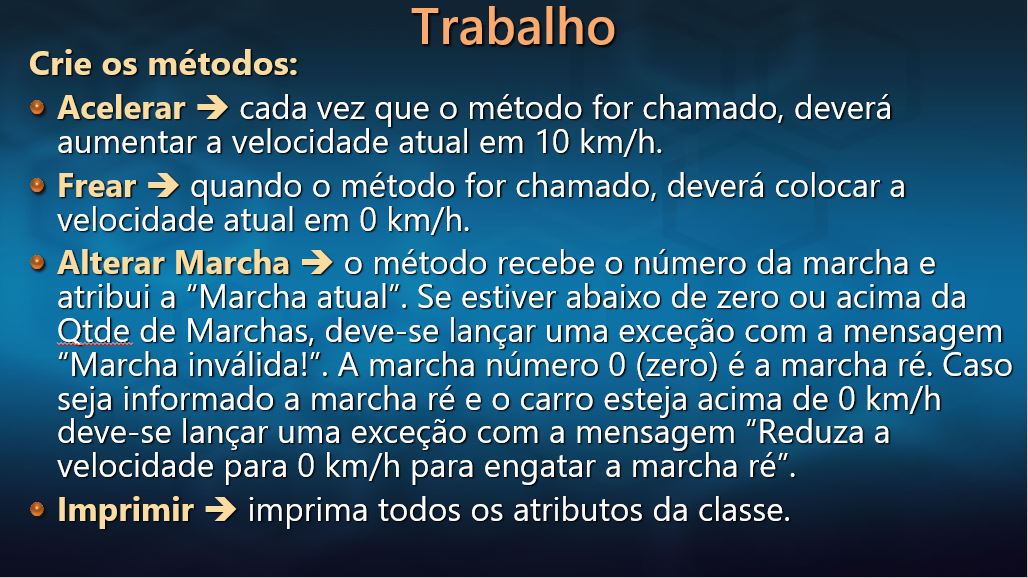 Trabalho
Crie os métodos:
Acelerar ➔ cada vez que o método for chamado, deverá
aumentar a velocidade atual em 10 km/h.
Frear ➔ quando o método for chamado, deverá colocar a
velocidade atual em 0 km/h.
Alterar Marcha ➔ o método recebe o número da marcha e
atribui a “Marcha atual”. Se estiver abaixo de zero ou acima da
Qtde de Marchas, deve-se lançar uma exceção com a mensagem
“Marcha inválida!”. A marcha número 0 (zero) é a marcha ré. Caso
seja informado a marcha ré e o carro esteja acima de 0 km/h
deve-se lançar uma exceção com a mensagem “Reduza a
velocidade para 0 km/h para engatar a marcha ré”.
Imprimir ➔ imprima todos os atributos da classe.